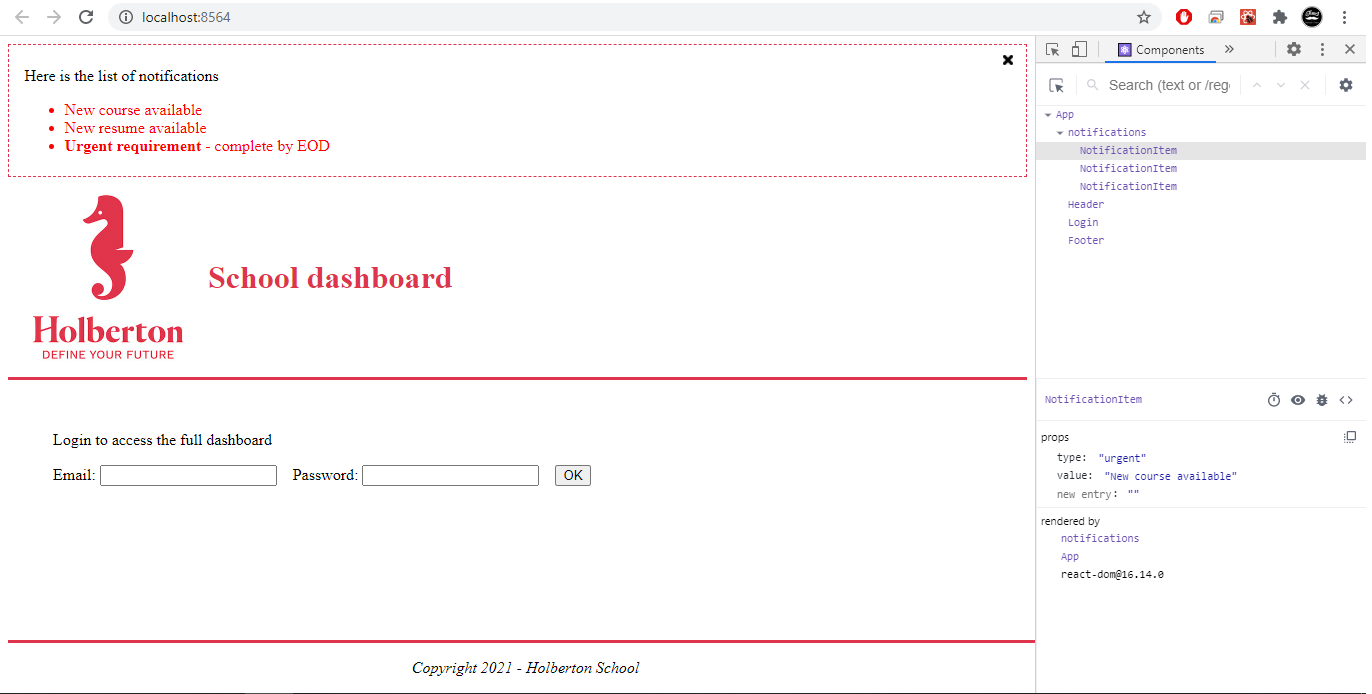 localhost:8564
Here is the list of notifications
New course available
New resume available
Urgent requirement - complete by EOD
School dashboard
Holberton
DEFINE YOUR FUTURE
Login to access the full dashboard
Email: Password: OK
Copyright 2021 - Holberton School
Components
Search (text or /reg
App
notifications
NotificationItem
NotificationItem
NotificationItem
Header
Login
Footer
NotificationItem
props
type: "urgent"
value: "New course available"
new entry: ""
rendered by
notifications
App
react-dom@16.14.0